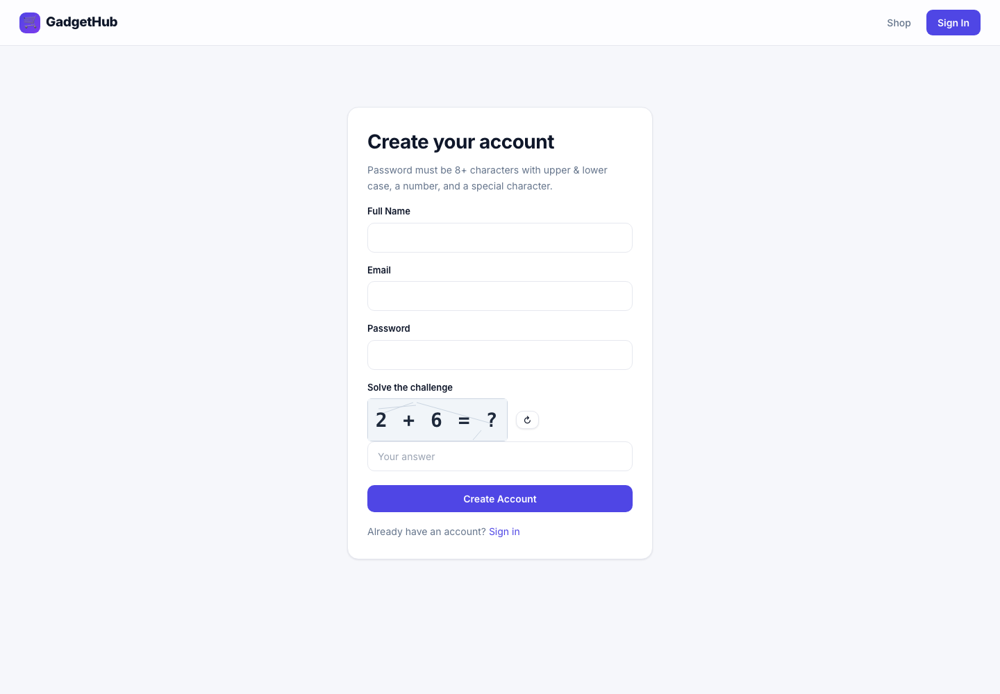 GadgetHub
Shop
Sign In
Create your account
Password must be 8+ characters with upper & lower
case, a number, and a special character.
Full Name
Email
Password
Solve the challenge
2 + 6 = ?
Your answer
Create Account
Already have an account? Sign in